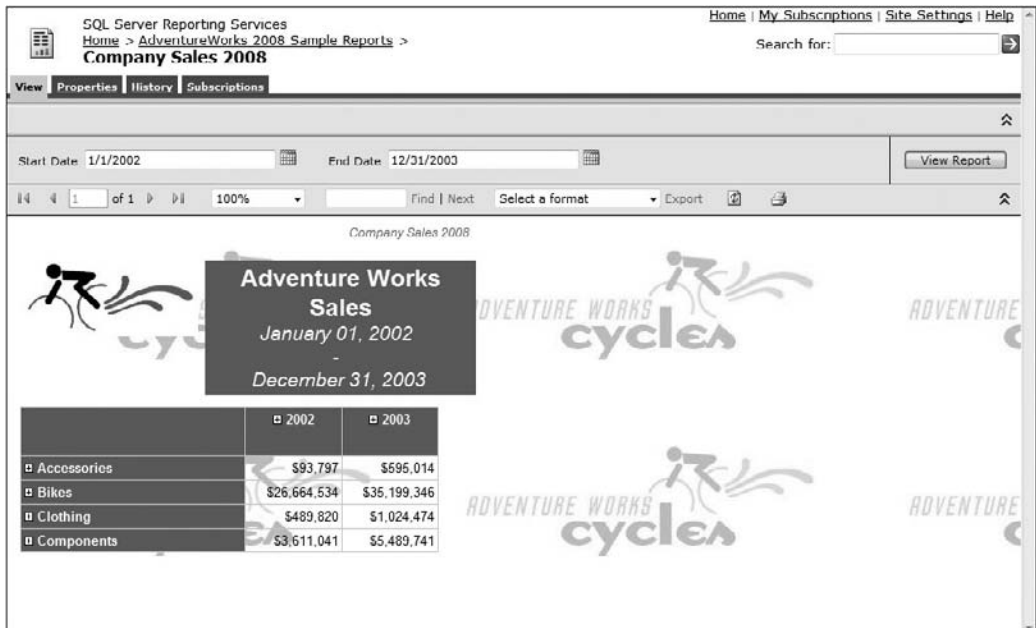 SQL Server Reporting Services
Home > AdventureWorks 2008 Sample Reports >
Company Sales 2008
Home | My Subscriptions | Site Settings | Help
Search for:
View Properties History Subscriptions
Start Date 1/1/2002 End Date 12/31/2003 View Report
1 of 1 100% Find | Next Select a format Export
Company Sales 2008
Adventure Works
Sales
January 01, 2002
-
December 31, 2003
ADVENTURE WORKS
cycles
ADVENTURE
2002 2003
Accessories $93,797 $595,014
Bikes $26,664,534 $35,199,346
Clothing $489,820 $1,024,474
Components $3,611,041 $5,489,741
ADVENTURE WORKS
cycles
ADVENTURE